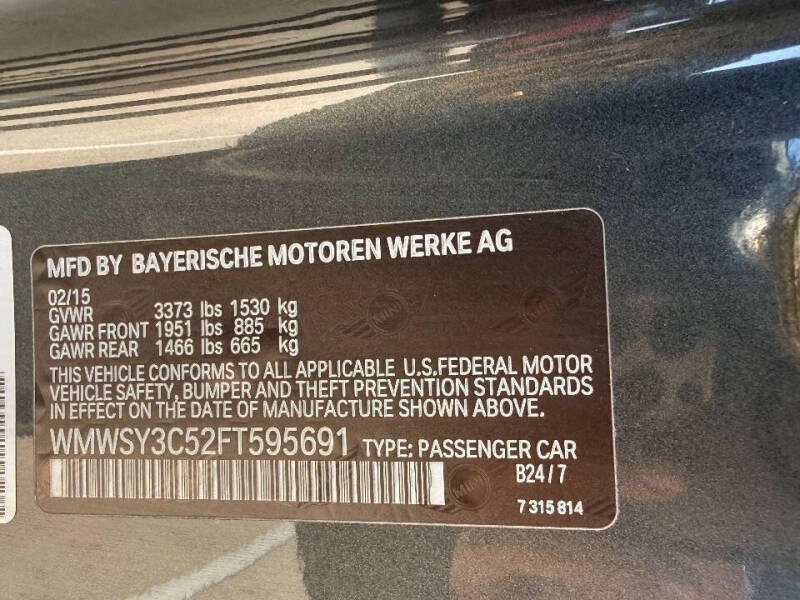 MFD BY BAYERISCHE MOTOREN WERKE AG
02/15
GVWR 3373 lbs 1530 kg
GAWR FRONT 1951 lbs 885 kg
GAWR REAR 1466 lbs 665 kg
THIS VEHICLE CONFORMS TO ALL APPLICABLE U.S.FEDERAL MOTOR
VEHICLE SAFETY, BUMPER AND THEFT PREVENTION STANDARDS
IN EFFECT ON THE DATE OF MANUFACTURE SHOWN ABOVE.
WMWSY3C52FT595691 TYPE: PASSENGER CAR
B24/7
7 315 814
MINI
MINI